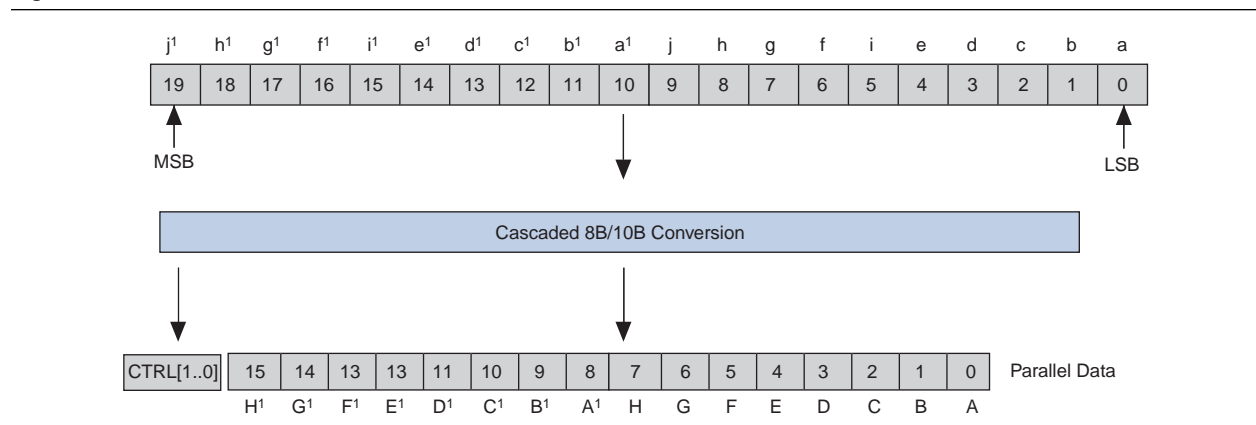 j¹ h¹ g¹ f¹ i¹ e¹ d¹ c¹ b¹ a¹ j h g f i e d c b a
19 18 17 16 15 14 13 12 11 10 9 8 7 6 5 4 3 2 1 0
MSB LSB
Cascaded 8B/10B Conversion
CTRL[1..0] 15 14 13 13 11 10 9 8 7 6 5 4 3 2 1 0 Parallel Data
H¹ G¹ F¹ E¹ D¹ C¹ B¹ A¹ H G F E D C B A